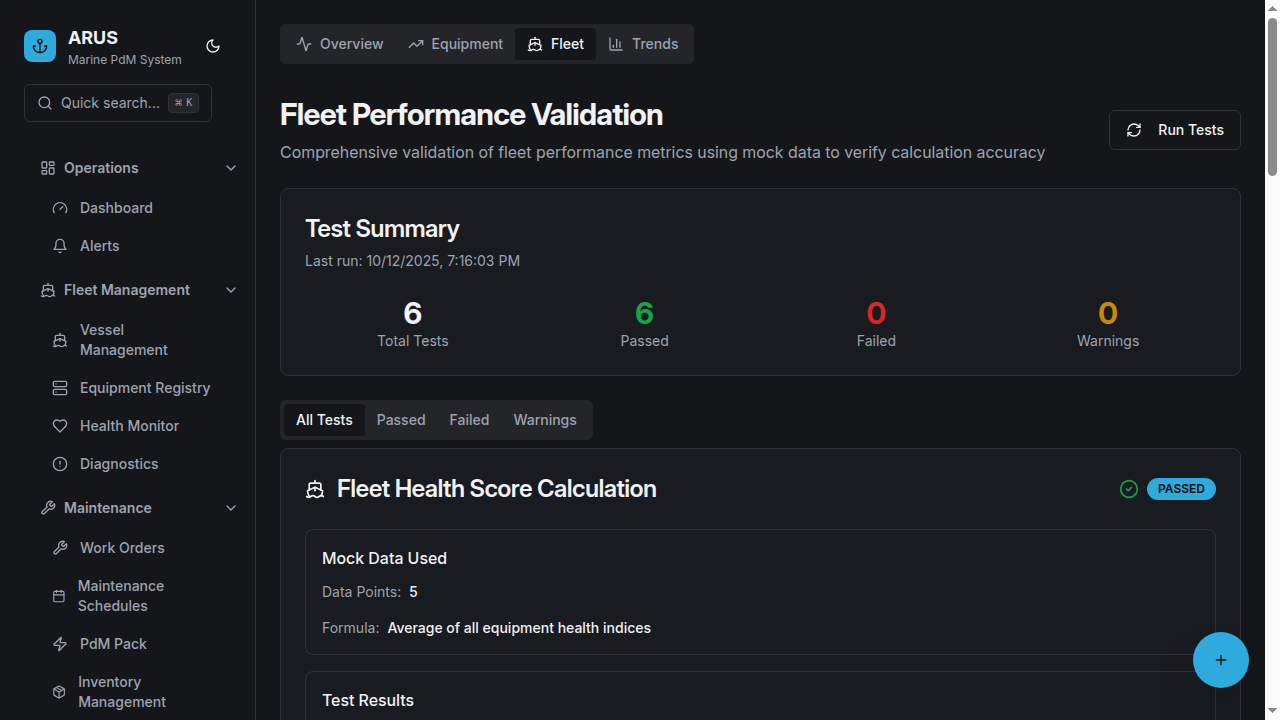 ARUS
Marine PdM System
Quick search...
⌘ K
Operations
Dashboard
Alerts
Fleet Management
Vessel
Management
Equipment Registry
Health Monitor
Diagnostics
Maintenance
Work Orders
Maintenance
Schedules
PdM Pack
Inventory
Management
Overview
Equipment
Fleet
Trends
Fleet Performance Validation
Comprehensive validation of fleet performance metrics using mock data to verify calculation accuracy
Run Tests
Test Summary
Last run: 10/12/2025, 7:16:03 PM
6
Total Tests
6
Passed
0
Failed
0
Warnings
All Tests
Passed
Failed
Warnings
Fleet Health Score Calculation
PASSED
Mock Data Used
Data Points: 5
Formula: Average of all equipment health indices
Test Results